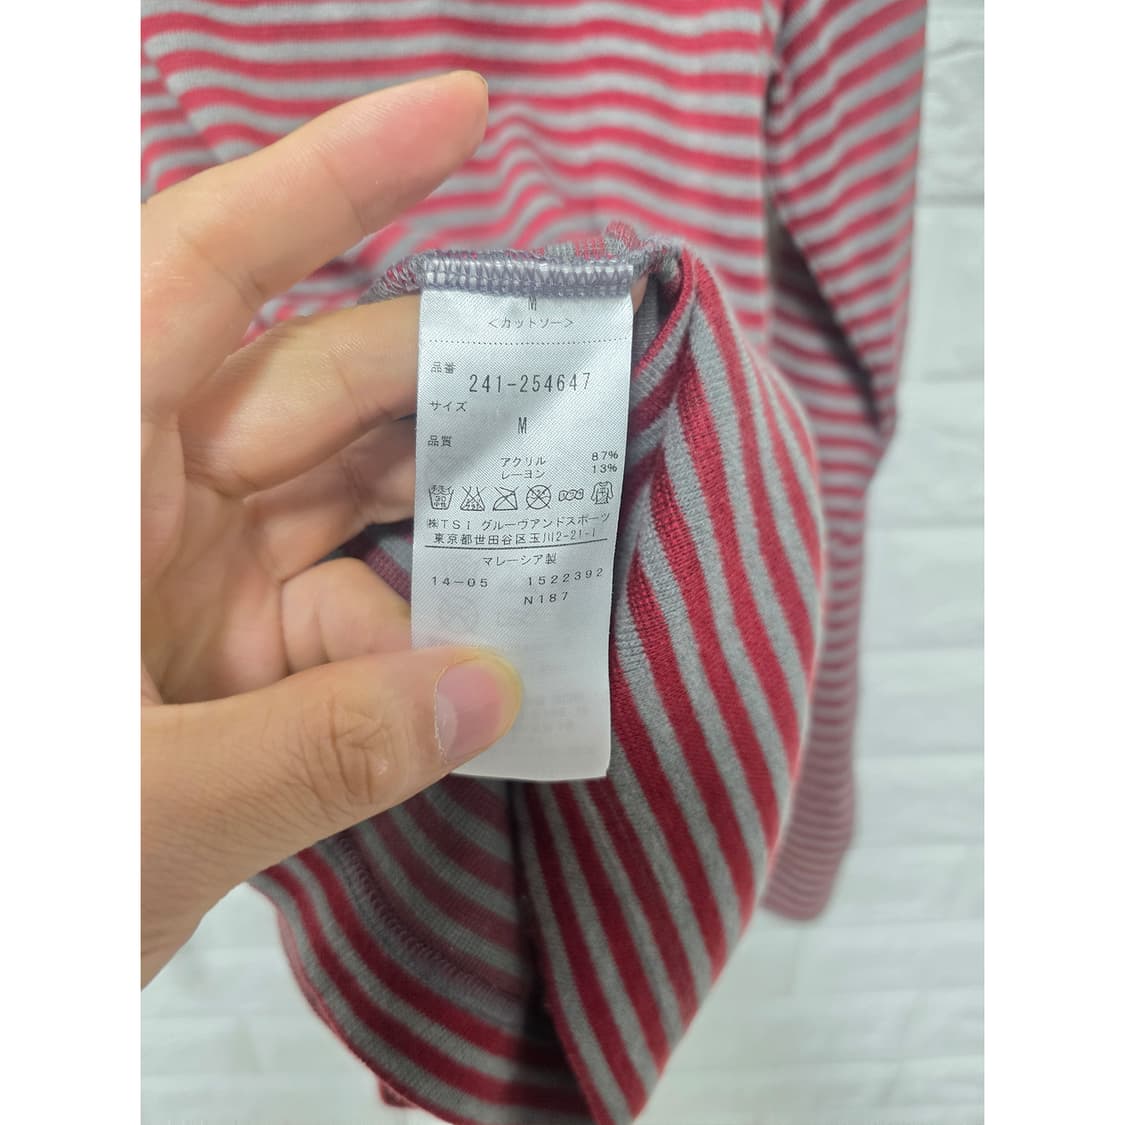 M
<カットソー>
品番
241-254647
サイズ
M
品質
アクリル 87%
レーヨン 13%
㈱TSI グルーヴアンドスポーツ
東京都世田谷区玉川2-21-1
マレーシア製
14-05 1522392
N187